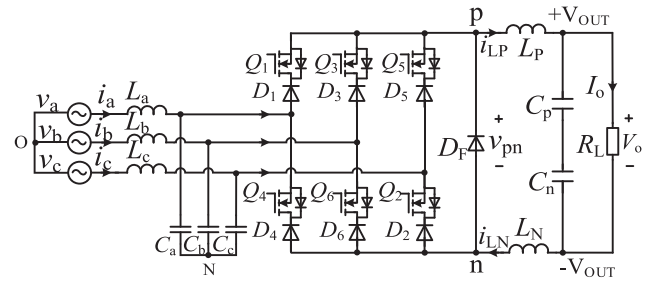 p
+V_OUT
i_LP
L_P
Q_1
Q_3
Q_5
D_1
D_3
D_5
v_a
i_a
L_a
v_b
i_b
L_b
v_c
i_c
L_c
O
D_F
+
v_pn
-
C_p
C_n
I_o
R_L
+
V_o
-
Q_4
Q_6
Q_2
D_4
D_6
D_2
C_a
C_b
C_c
N
i_LN
L_N
n
-V_OUT